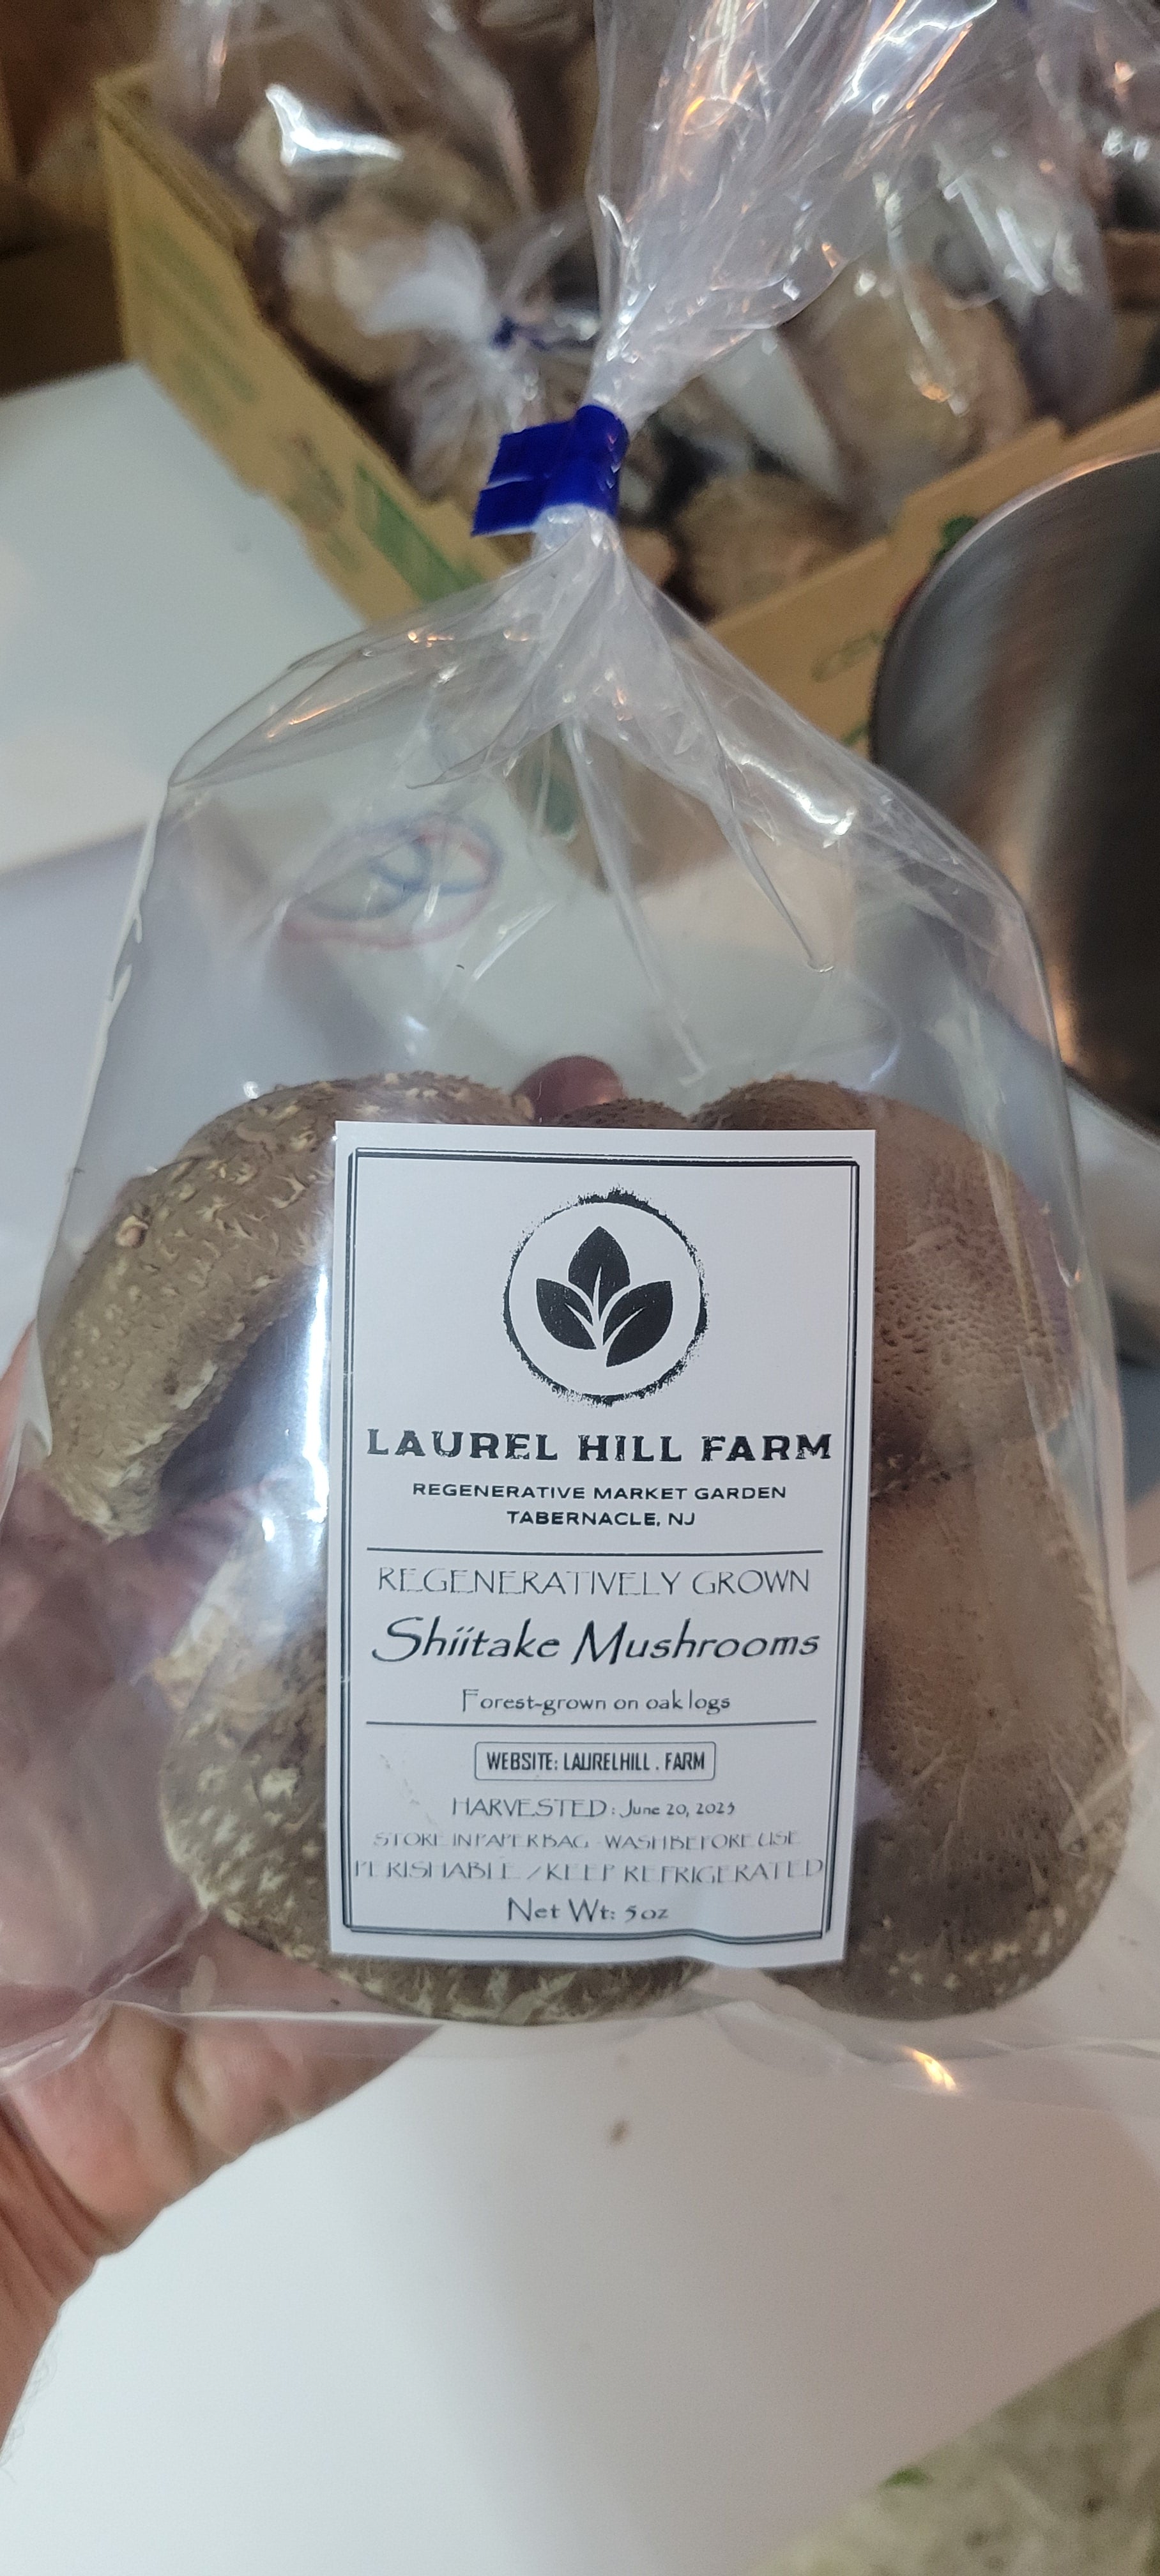 LAUREL HILL FARM
REGENERATIVE MARKET GARDEN
TABERNACLE, NJ
REGENERATIVELY GROWN
Shiitake Mushrooms
Forest-grown on oak logs
WEBSITE: LAURELHILL . FARM
HARVESTED : June 20, 2023
STORE IN PAPER BAG - WASH BEFORE USE
PERISHABLE / KEEP REFRIGERATED
Net Wt: 5 oz